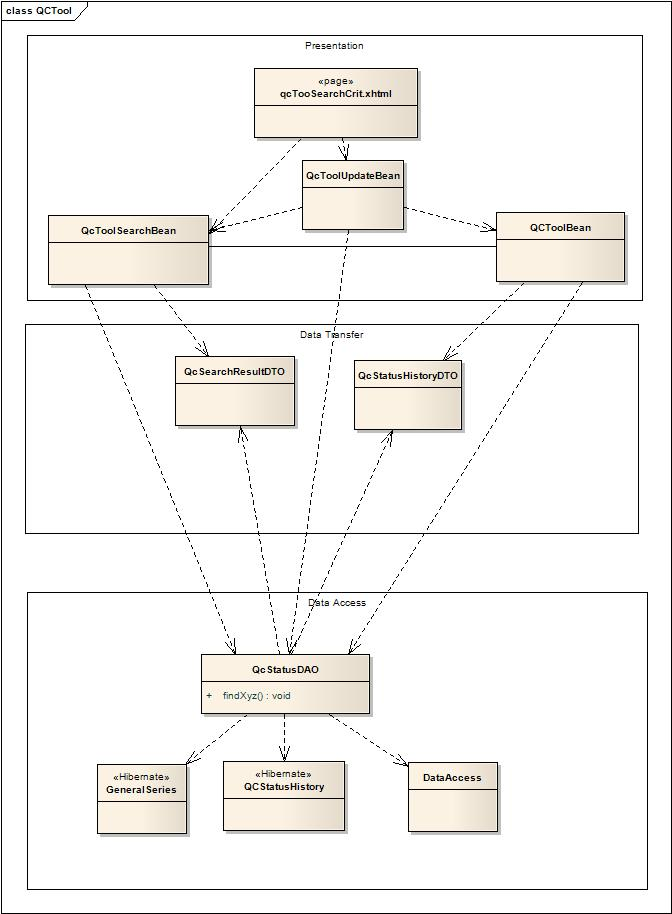 class QCTool
Presentation
«page»
qcTooSearchCrit.xhtml
QcToolUpdateBean
QcToolSearchBean
QCToolBean
Data Transfer
QcSearchResultDTO
QcStatusHistoryDTO
Data Access
QcStatusDAO
+ findXyz() : void
«Hibernate»
GeneralSeries
«Hibernate»
QCStatusHistory
DataAccess